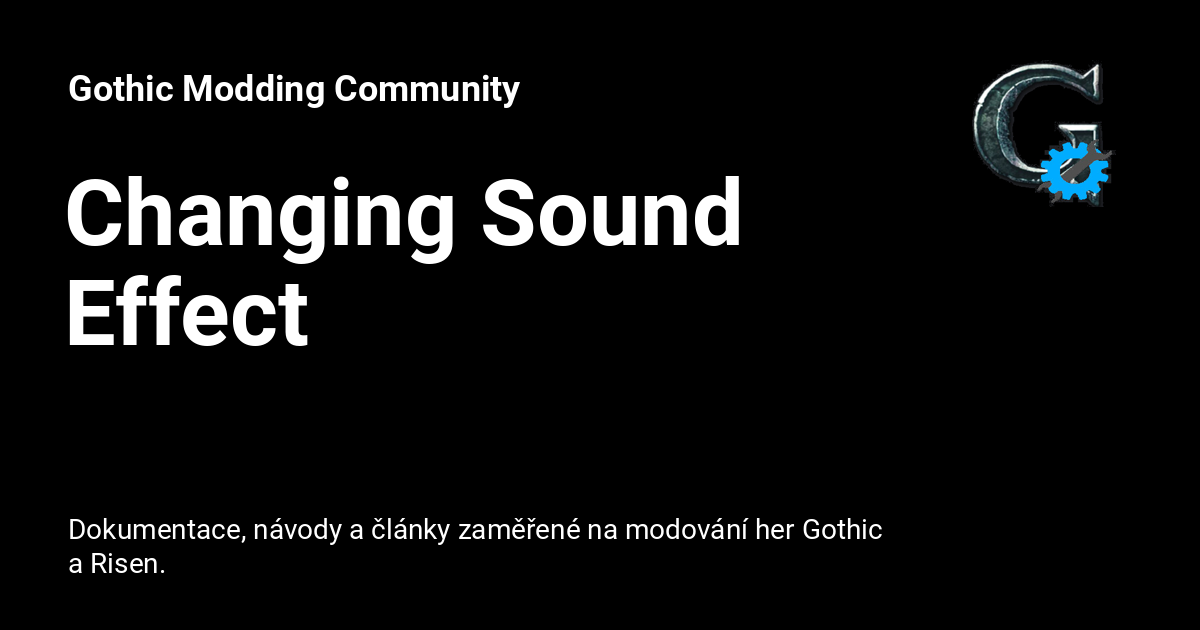 Gothic Modding Community
Changing Sound
Effect
Dokumentace, návody a články zaměřené na modování her Gothic
a Risen.